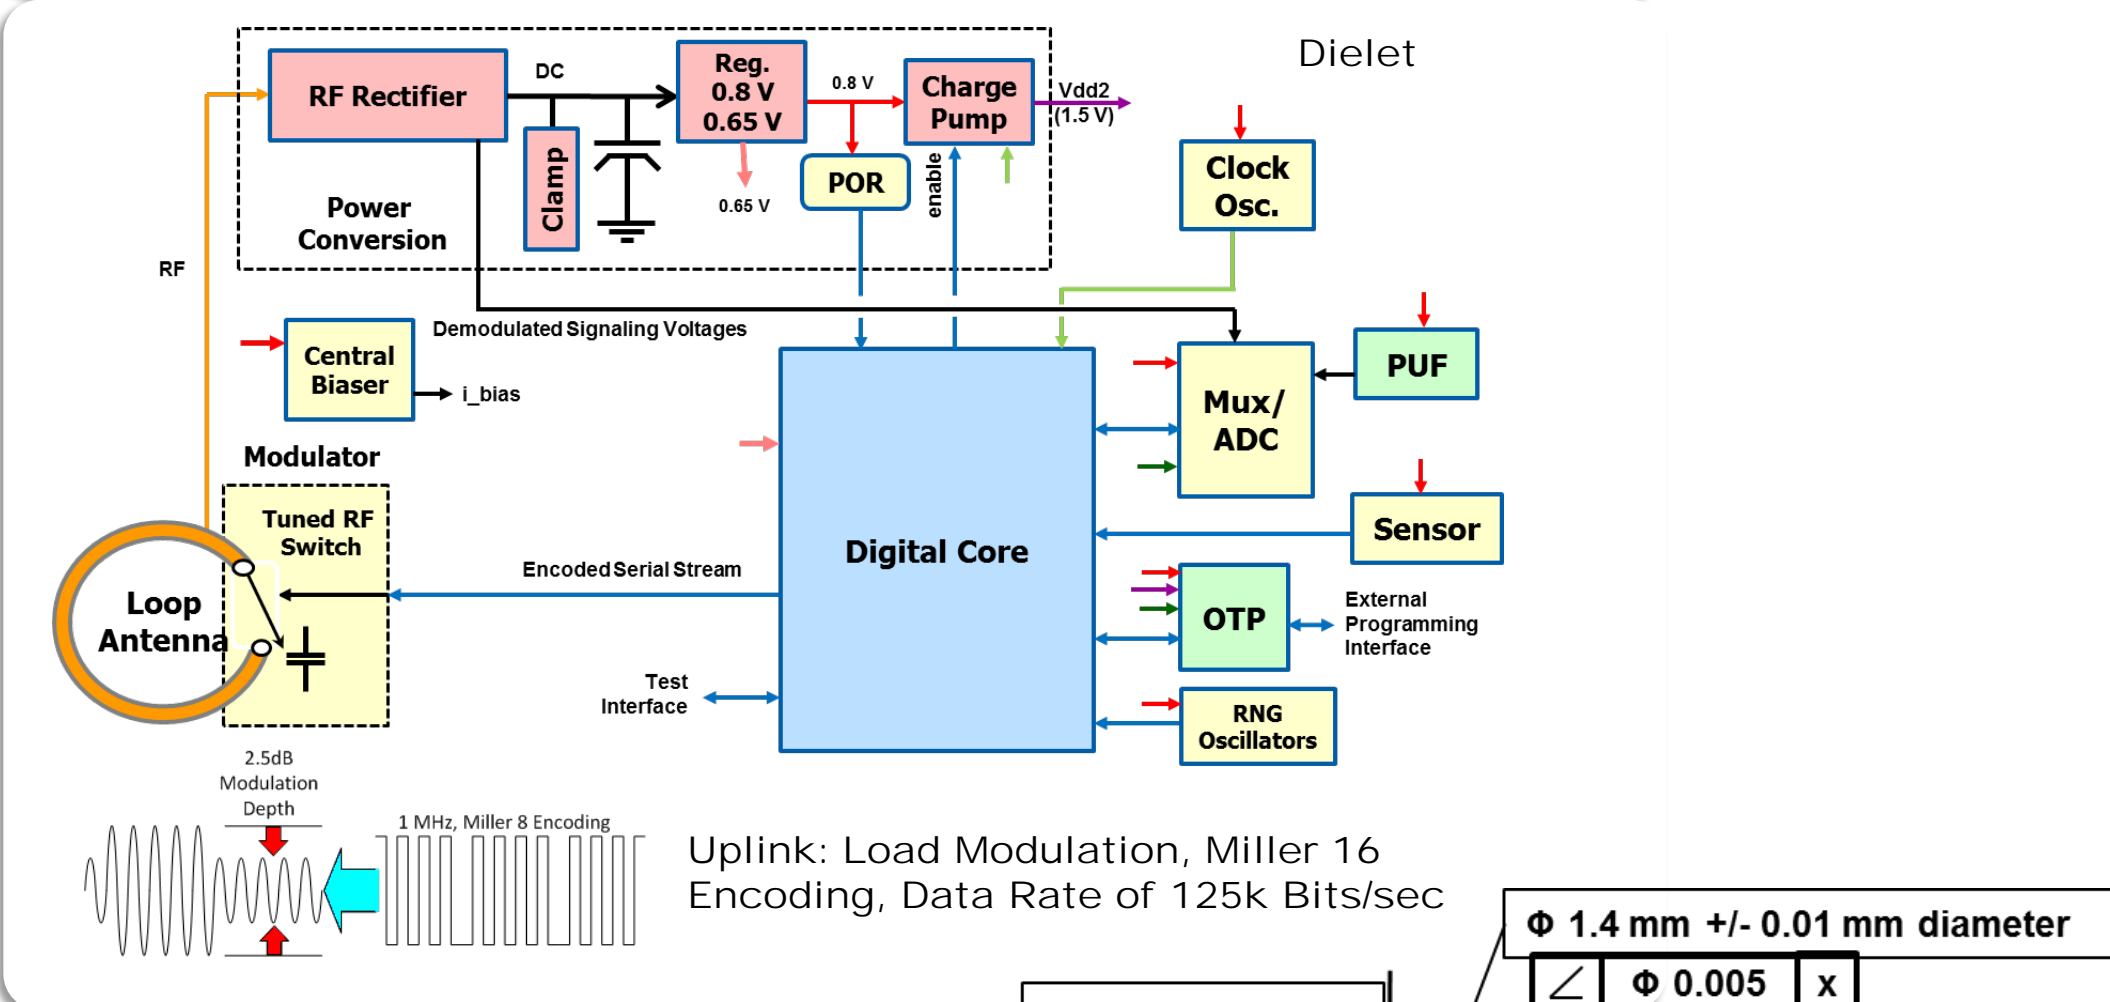 Dielet
RF Rectifier
DC
Reg.
0.8 V
0.65 V
0.8 V
Charge
Pump
Vdd2
(1.5 V)
Clamp
POR
enable
0.65 V
Power
Conversion
Clock
Osc.
RF
Demodulated Signaling Voltages
Central
Biaser
i_bias
PUF
Mux/
ADC
Modulator
Tuned RF
Switch
Sensor
Digital Core
Encoded Serial Stream
Loop
Antenna
OTP
External
Programming
Interface
Test
Interface
RNG
Oscillators
2.5dB
Modulation
Depth
1 MHz, Miller 8 Encoding
Uplink: Load Modulation, Miller 16
Encoding, Data Rate of 125k Bits/sec
Φ 1.4 mm +/- 0.01 mm diameter
∠ Φ 0.005 x